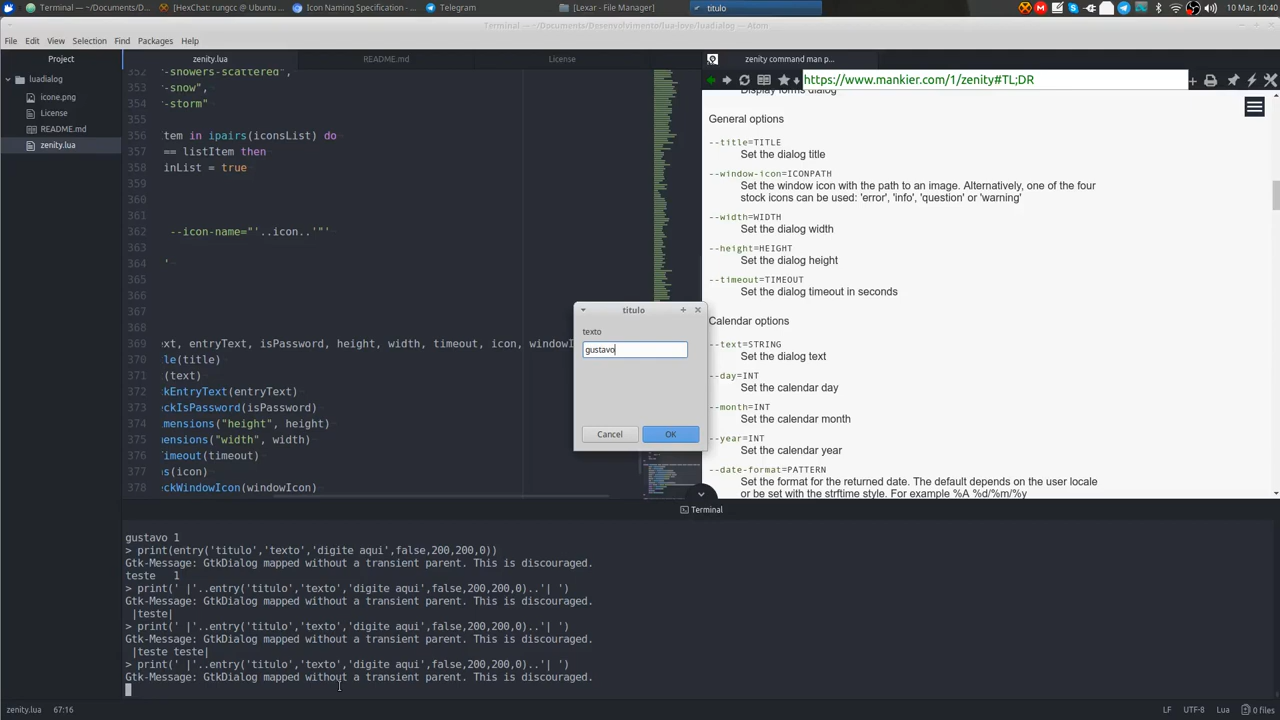 Terminal - ~/Documents/D...
[HexChat: rungcc @ Ubuntu ...
Icon Naming Specification - ...
Telegram
[Lexar - File Manager]
titulo
10 Mar, 10:40
Terminal — ~/Documents/Desenvolvimento/lua-love/luadialog — Atom
File Edit View Selection Find Packages Help
Project
luadialog
icone.png
License
README.md
zenity.lua
zenity.lua
README.md
License
352 -showers-scattered",
-snow",
354 -storm"
tem in ipairs(iconsList) do
357 == listItem then
358 inList = true
359
360
361
362 --icon-name="'..icon..'"'
363
364 '
365
366
367
368
369 ext, entryText, isPassword, height, width, timeout, icon, windowI
370 le(title)
371 (text)
372 ckEntryText(entryText)
373 ckIsPassword(isPassword)
374 imensions("height", height)
375 mensions("width", width)
376 Timeout(timeout)
377 ns(icon)
378 ckWindowIcon(windowIcon)
titulo
texto
gustavo
Cancel
OK
zenity command man p...
https://www.mankier.com/1/zenity#TL;DR
Display forms dialog
General options
--title=TITLE
Set the dialog title
--window-icon=ICONPATH
Set the window icon with the path to an image. Alternatively, one of the four
stock icons can be used: 'error', 'info', 'question' or 'warning'
--width=WIDTH
Set the dialog width
--height=HEIGHT
Set the dialog height
--timeout=TIMEOUT
Set the dialog timeout in seconds
Calendar options
--text=STRING
Set the dialog text
--day=INT
Set the calendar day
--month=INT
Set the calendar month
--year=INT
Set the calendar year
--date-format=PATTERN
Set the format for the returned date. The default depends on the user locale
or be set with the strftime style. For example %A %d/%m/%y
Terminal
gustavo 1
> print(entry('titulo','texto','digite aqui',false,200,200,0))
Gtk-Message: GtkDialog mapped without a transient parent. This is discouraged.
teste 1
> print(' |'..entry('titulo','texto','digite aqui',false,200,200,0)..'| ')
Gtk-Message: GtkDialog mapped without a transient parent. This is discouraged.
|teste|
> print(' |'..entry('titulo','texto','digite aqui',false,200,200,0)..'| ')
Gtk-Message: GtkDialog mapped without a transient parent. This is discouraged.
|teste teste|
> print(' |'..entry('titulo','texto','digite aqui',false,200,200,0)..'| ')
Gtk-Message: GtkDialog mapped without a transient parent. This is discouraged.
zenity.lua 67:16
LF UTF-8 Lua 0 files